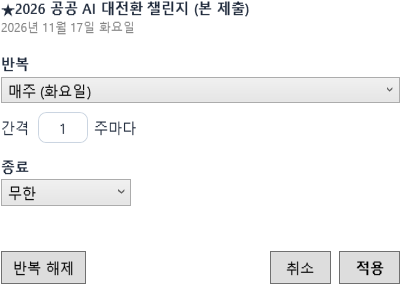 ★2026 공공 AI 대전환 챌린지 (본 제출)
2026년 11월 17일 화요일
반복
매주 (화요일)
간격 1 주마다
종료
무한
반복 해제 취소 적용